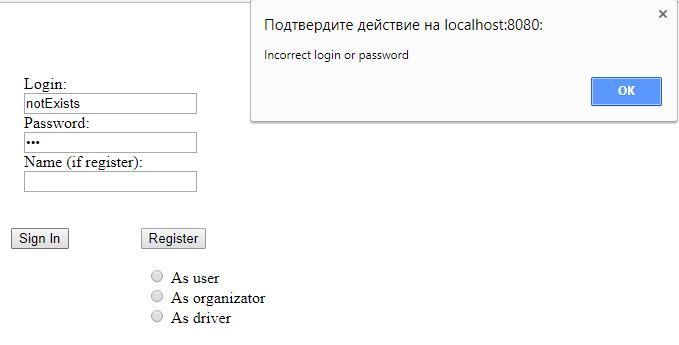 Подтвердите действие на localhost:8080:
Incorrect login or password
OK
Login:
notExists
Password:
•••
Name (if register):
Sign In
Register
As user
As organizator
As driver